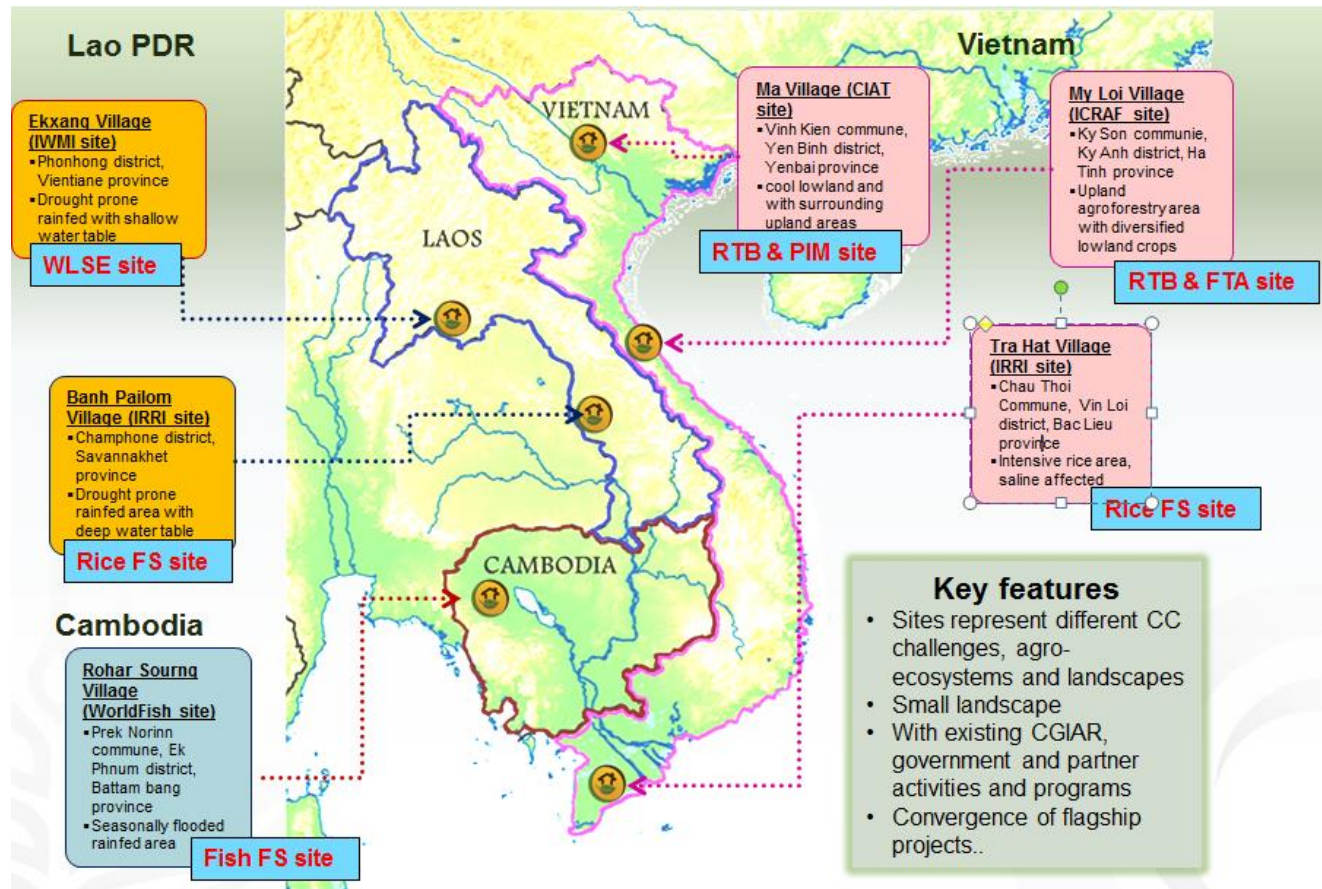 Lao PDR
Vietnam
Ekxang Village
(IWMI site)
▪Phonhong district,
Vientiane province
▪Drought prone
rainfed with shallow
water table
WLSE site
Banh Pailom
Village (IRRI site)
▪Champhone district,
Savannakhet
province
▪Drought prone
rainfed area with
deep water table
Rice FS site
Cambodia
Rohar Sourng
Village
(WorldFish site)
▪Prek Norinn
commune, Ek
Phnum district,
Battam bang
province
▪Seasonally flooded
rainfed area
Fish FS site
VIETNAM
LAOS
CAMBODIA
Ma Village (CIAT
site)
▪Vinh Kien commune,
Yen Binh district,
Yenbai province
▪cool lowland and
with surrounding
upland areas
RTB & PIM site
My Loi Village
(ICRAF site)
▪Ky Son communie,
Ky Anh district, Ha
Tinh province
▪Upland
agroforestry area
with diversified
lowland crops
RTB & FTA site
Tra Hat Village
(IRRI site)
▪Chau Thoi
Commune, Vin Loi
district, Bac Lieu
province
▪Intensive rice area,
saline affected
Rice FS site
Key features
• Sites represent different CC
challenges, agro-
ecosystems and landscapes
• Small landscape
• With existing CGIAR,
government and partner
activities and programs
• Convergence of flagship
projects..